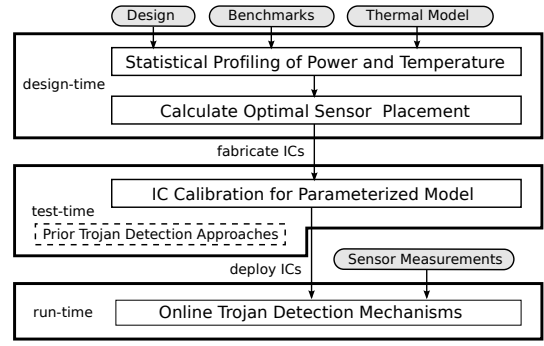 Design
Benchmarks
Thermal Model
Statistical Profiling of Power and Temperature
design-time
Calculate Optimal Sensor Placement
fabricate ICs
IC Calibration for Parameterized Model
test-time
Prior Trojan Detection Approaches
Sensor Measurements
deploy ICs
run-time
Online Trojan Detection Mechanisms